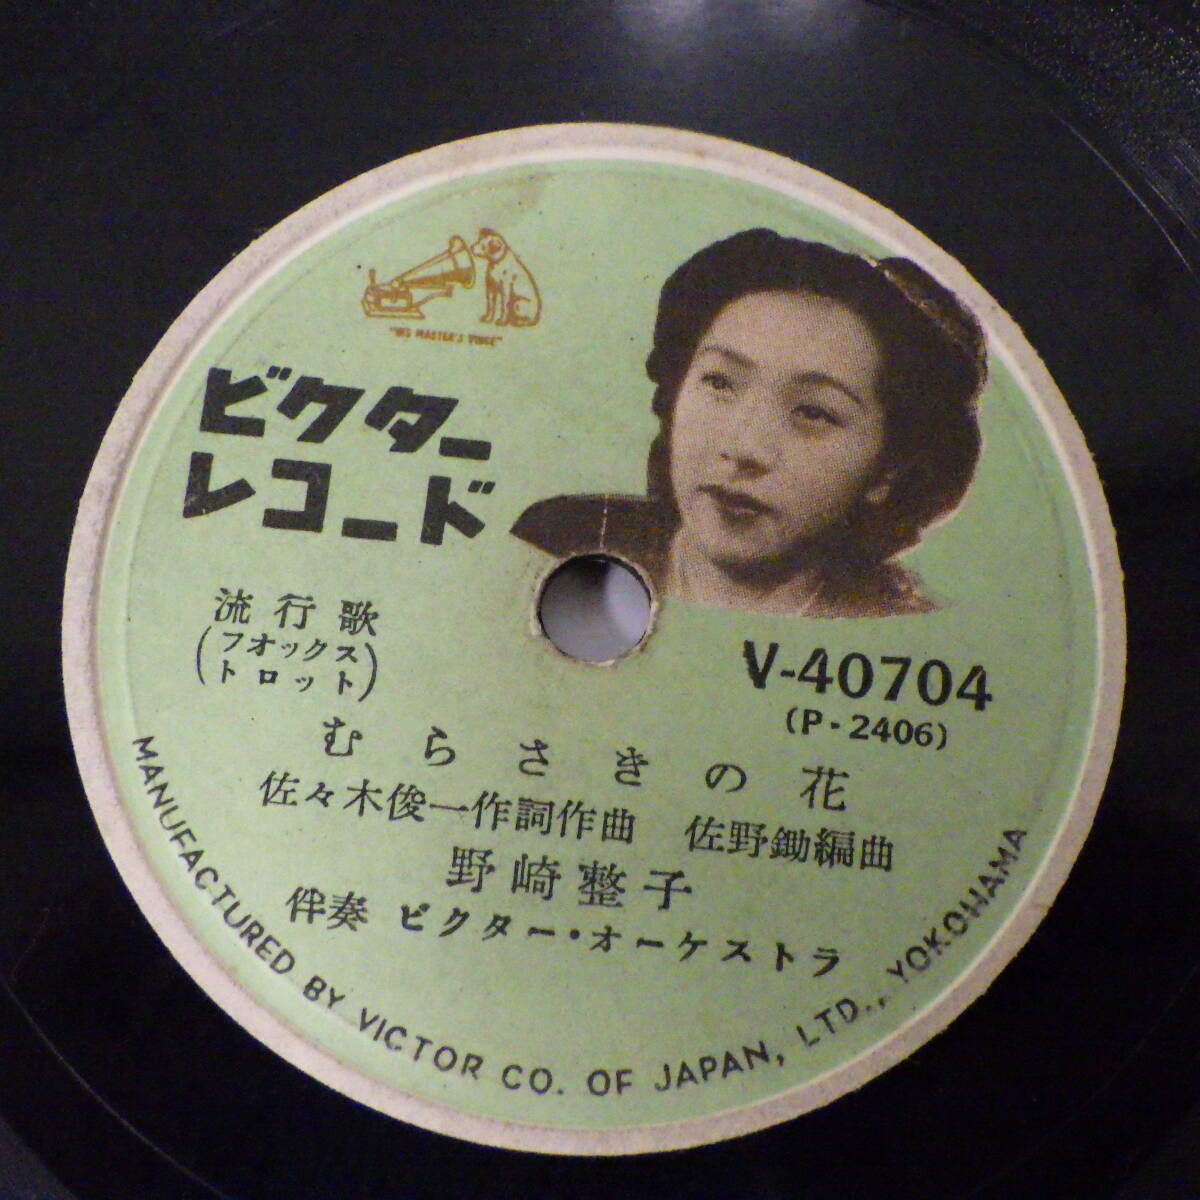 "HIS MASTER'S VOICE"
ビクター
レコード
流行歌
(フオックス
トロット)
V-40704
(P-2406)
むらさきの花
佐々木俊一作詞作曲 佐野鋤編曲
野崎整子
伴奏 ビクター・オーケストラ
MANUFACTURED BY VICTOR CO. OF JAPAN, LTD., YOKOHAMA